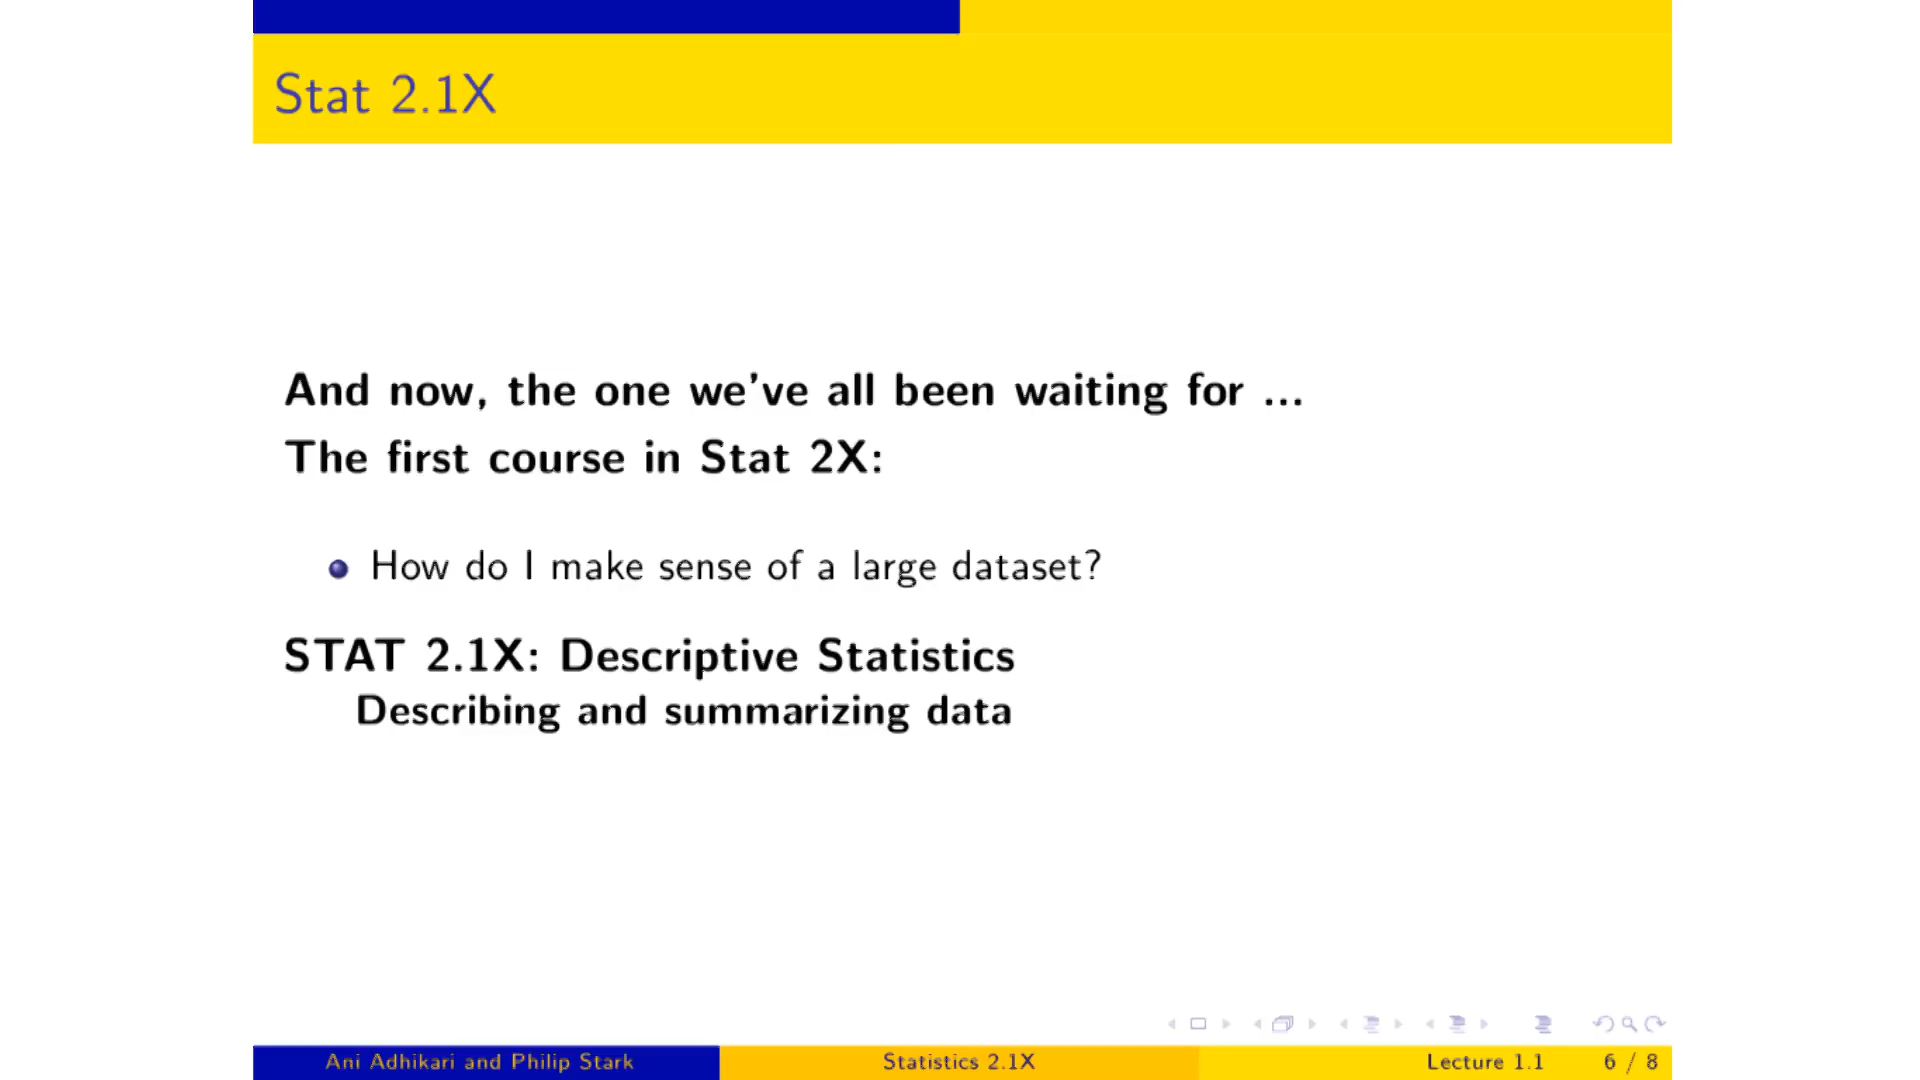 Stat 2.1X
And now, the one we've all been waiting for ...
The first course in Stat 2X:
How do I make sense of a large dataset?
STAT 2.1X: Descriptive Statistics
Describing and summarizing data
Ani Adhikari and Philip Stark
Statistics 2.1X
Lecture 1.1
6 / 8